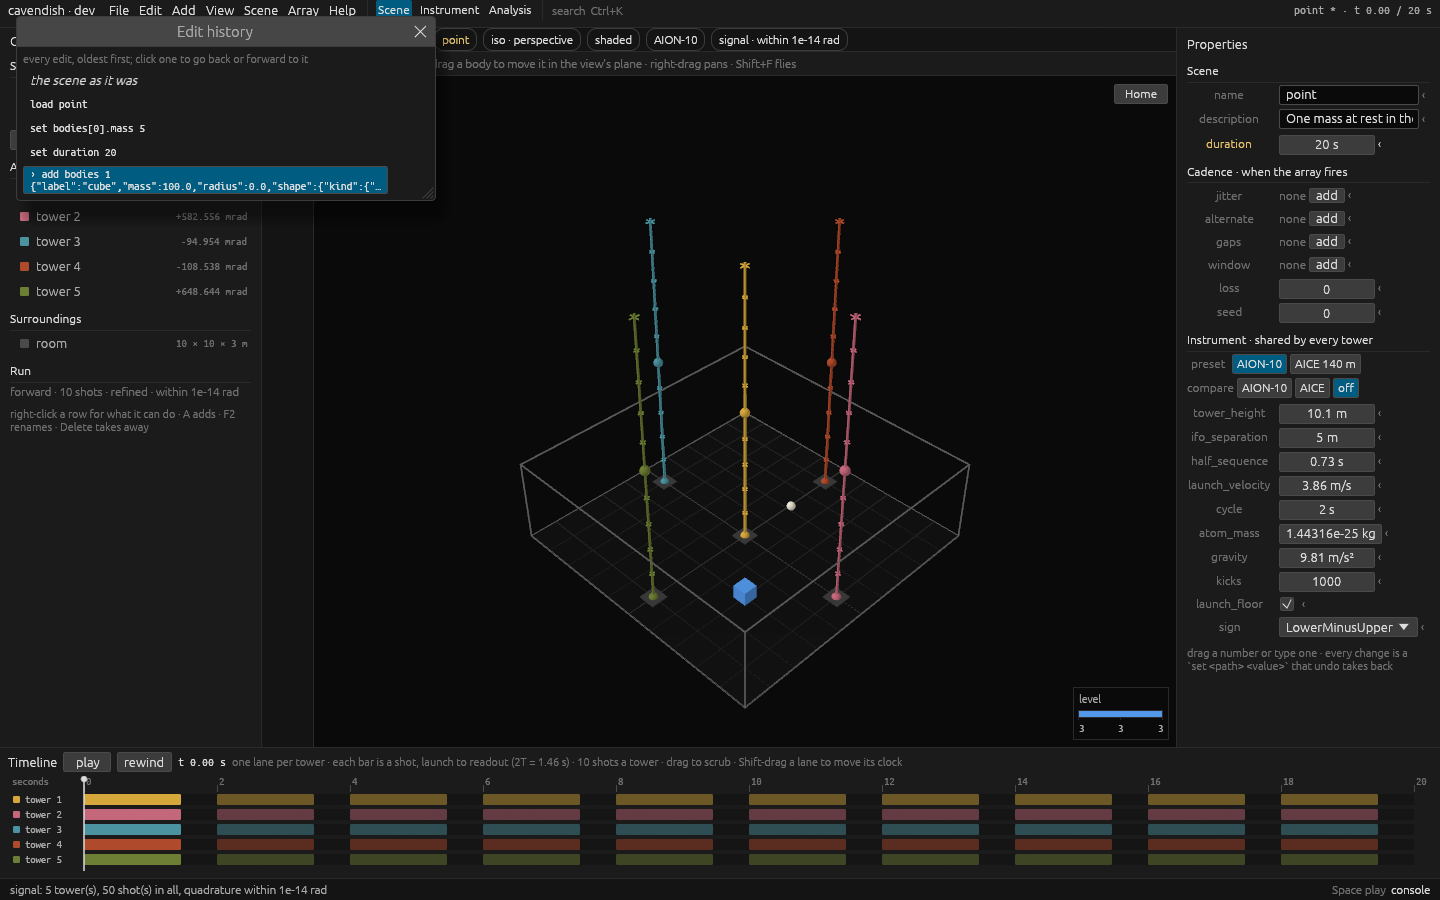 cavendish · dev File Edit Add View Scene Array Help Scene Instrument Analysis search Ctrl+K point * · t 0.00 / 20 s
Edit history
every edit, oldest first; click one to go back or forward to it
the scene as it was
load point
set bodies[0].mass 5
set duration 20
› add bodies 1
{"label":"cube","mass":100.0,"radius":0.0,"shape":{"kind":{"…
point iso · perspective shaded AION-10 signal · within 1e-14 rad
drag a body to move it in the view's plane · right-drag pans · Shift+F flies
Home
tower 2 +582.556 mrad
tower 3 -94.954 mrad
tower 4 -108.538 mrad
tower 5 +648.644 mrad
Surroundings
room 10 × 10 × 3 m
Run
forward · 10 shots · refined · within 1e-14 rad
right-click a row for what it can do · A adds · F2
renames · Delete takes away
level
3 3 3
Properties
Scene
name point
description One mass at rest in th
duration 20 s
Cadence · when the array fires
jitter none add
alternate none add
gaps none add
window none add
loss 0
seed 0
Instrument · shared by every tower
preset AION-10 AICE 140 m
compare AION-10 AICE off
tower_height 10.1 m
ifo_separation 5 m
half_sequence 0.73 s
launch_velocity 3.86 m/s
cycle 2 s
atom_mass 1.44316e-25 kg
gravity 9.81 m/s²
kicks 1000
launch_floor
sign LowerMinusUpper
drag a number or type one · every change is a
`set <path> <value>` that undo takes back
Timeline play rewind t 0.00 s one lane per tower · each bar is a shot, launch to readout (2T = 1.46 s) · 10 shots a tower · drag to scrub · Shift-drag a lane to move its clock
seconds 0 2 4 6 8 10 12 14 16 18 20
tower 1
tower 2
tower 3
tower 4
tower 5
signal: 5 tower(s), 50 shot(s) in all, quadrature within 1e-14 rad Space play console